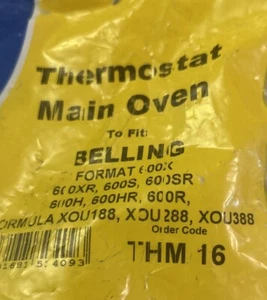 Thermostat
Main Oven
To Fit:
BELLING
FORMAT 600X
600XR, 600S, 600SR
600H, 600HR, 600R,
ORMULA XOU188, XOU288, XOU388
Order Code
THM 16